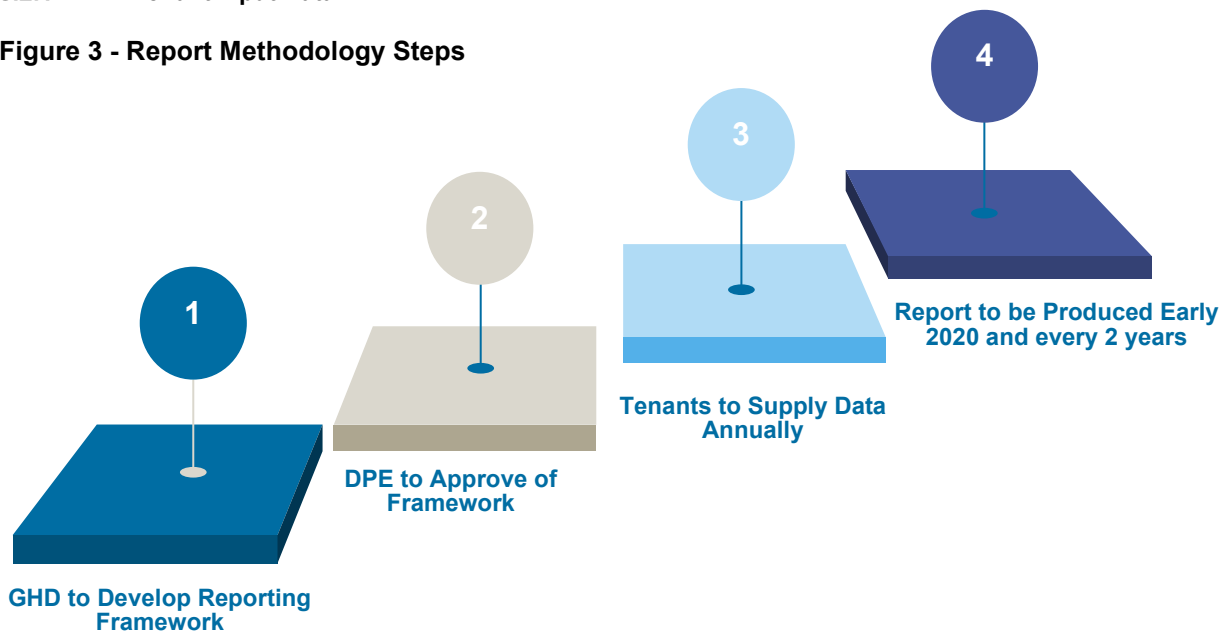 Figure 3 - Report Methodology Steps
1
GHD to Develop Reporting
Framework
2
DPE to Approve of
Framework
3
Tenants to Supply Data
Annually
4
Report to be Produced Early
2020 and every 2 years